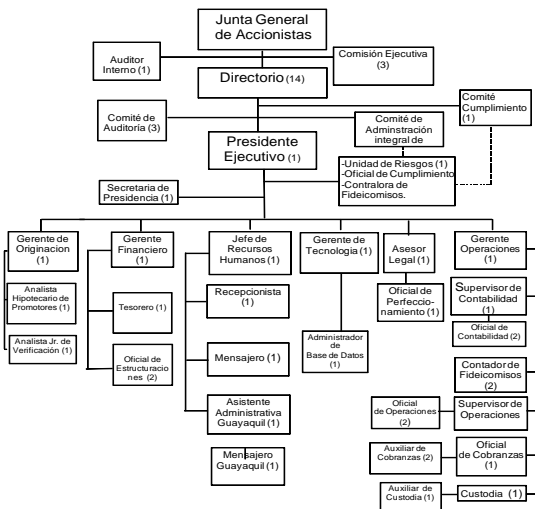 Junta General
de Accionistas
Auditor
Interno (1)
Comisión Ejecutiva
(3)
Directorio (14)
Comité
Cumplimiento
(1)
Comité de
Auditoría (3)
Comité de
Adminstración
integral de
Presidente
Ejecutivo (1)
-Unidad de Riesgos (1)
-Oficial de Cumplimiento
-Contralora de
Fideicomisos.
Secretaria de
Presidencia (1)
Gerente de
Originacion
(1)
Gerente
Financiero
(1)
Jefe de
Recursos
Humanos (1)
Gerente de
Tecnología (1)
Asesor
Legal (1)
Gerente
Operaciones
(1)
Analista
Hipotecario de
Promotores (1)
Tesorero (1)
Recepcionista
(1)
Oficial de
Perfeccio-
namiento (1)
Supervisor de
Contabilidad
(1)
Oficial de
Contabilidad (2)
Analista Jr. de
Verificación (1)
Oficial de
Estructuracio
nes (2)
Mensajero (1)
Administrador
de
Base de Datos
(1)
Contador de
Fideicomisos
(2)
Asistente
Administrativa
Guayaquil (1)
Oficial
de Operaciones
(2)
Supervisor de
Operaciones
Mensajero
Guayaquil (1)
Auxiliar de
Cobranzas (2)
Oficial
de Cobranzas
(1)
Auxiliar de
Custodia (1)
Custodia (1)